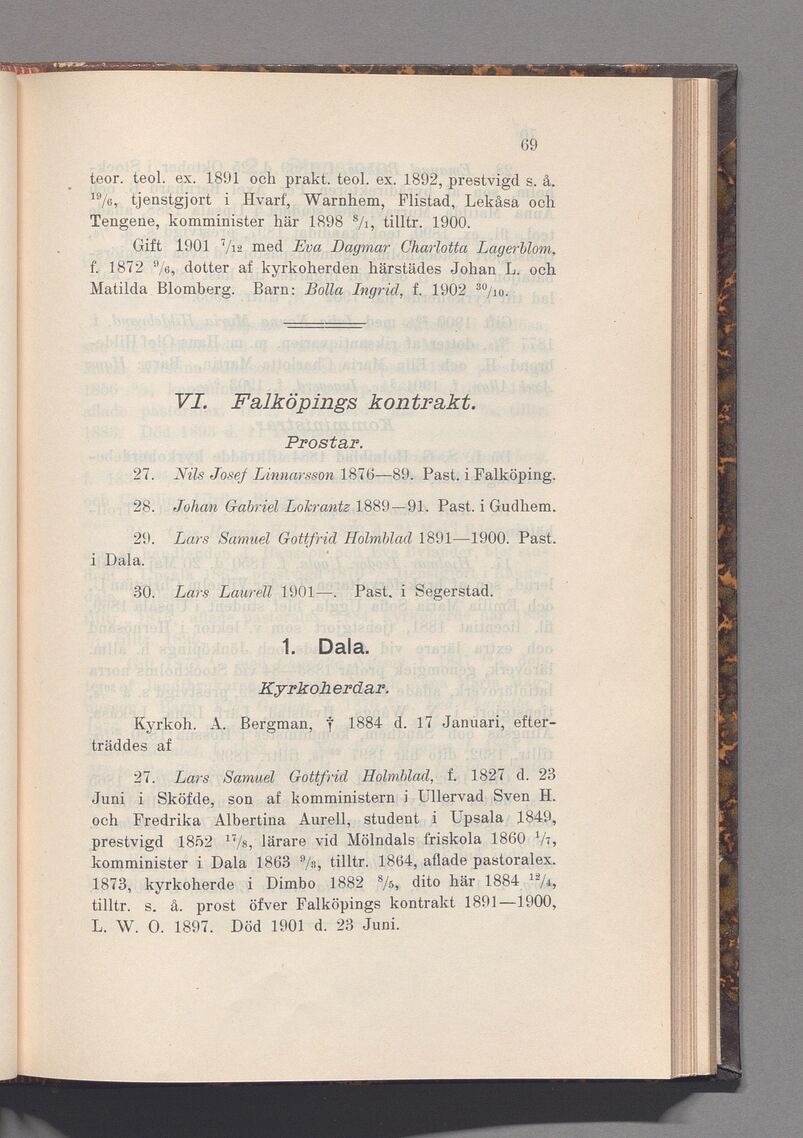 69
teor. teol. ex. 1891 och prakt. teol. ex. 1892, prestvigd s. å.
¹⁹/₆, tjenstgjort i Hvarf, Warnhem, Flistad, Lekåsa och
Tengene, komminister här 1898 ⁸/₁, tilltr. 1900.
Gift 1901 ⁷/₁₂ med Eva Dagmar Charlotta Lagerblom,
f. 1872 ⁹/₆, dotter af kyrkoherden härstädes Johan L. och
Matilda Blomberg. Barn: Bolla Ingrid, f. 1902 ³⁰/₁₀.
VI. Falköpings kontrakt.
Prostar.
27. Nils Josef Linnarsson 1876—89. Past. i Falköping.
28. Johan Gabriel Lokrantz 1889—91. Past. i Gudhem.
29. Lars Samuel Gottfrid Holmblad 1891—1900. Past.
i Dala.
30. Lars Laurell 1901—. Past. i Segerstad.
1. Dala.
Kyrkoherdar.
Kyrkoh. A. Bergman, † 1884 d. 17 Januari, efter-
träddes af
27. Lars Samuel Gottfrid Holmblad, f. 1827 d. 23
Juni i Sköfde, son af komministern i Ullervad Sven H.
och Fredrika Albertina Aurell, student i Upsala 1849,
prestvigd 1852 ¹⁷/₈, lärare vid Mölndals friskola 1860 ¹/₇,
komminister i Dala 1863 ⁹/₃, tilltr. 1864, aflade pastoralex.
1873, kyrkoherde i Dimbo 1882 ⁸/₅, dito här 1884 ¹²/₄,
tilltr. s. å. prost öfver Falköpings kontrakt 1891—1900,
L. W. O. 1897. Död 1901 d. 23 Juni.